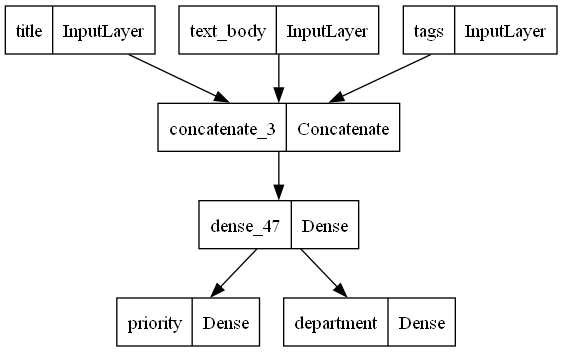 title InputLayer text_body InputLayer tags InputLayer
concatenate_3 Concatenate
dense_47 Dense
priority Dense department Dense